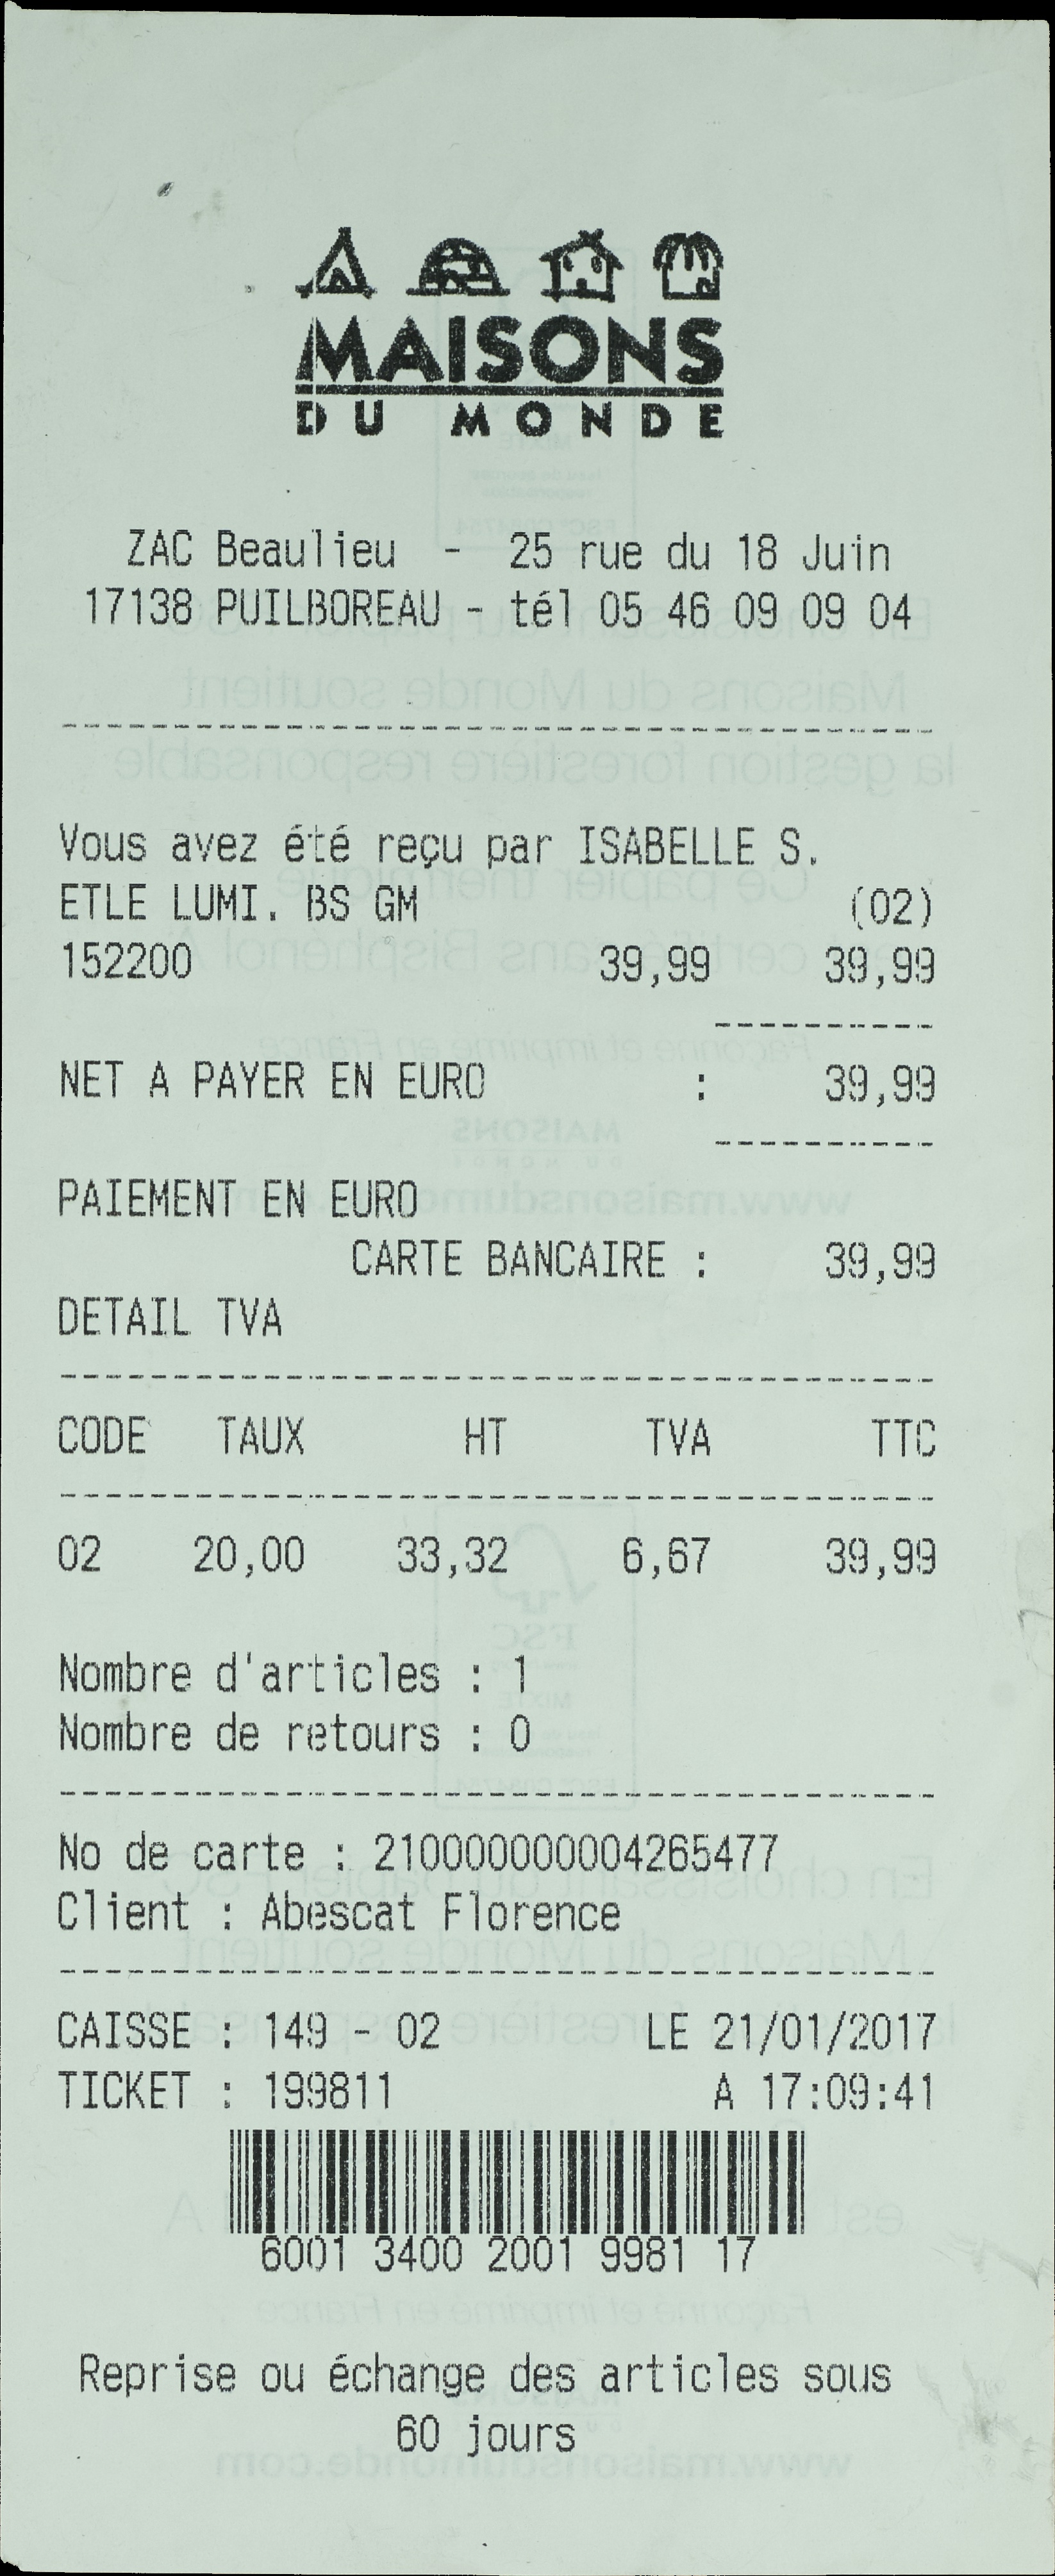 MAISONS
DU MONDE
ZAC Beaulieu - 25 rue du 18 Juin
17138 PUILBOREAU - tél 05 46 09 09 04
Vous avez été reçu par ISABELLE S.
ETLE LUMI. BS GM (02)
152200 39,99 39,99
NET A PAYER EN EURO : 39,99
PAIEMENT EN EURO
CARTE BANCAIRE : 39,99
DETAIL TVA
CODE TAUX HT TVA TTC
02 20,00 33,32 6,67 39,99
Nombre d'articles : 1
Nombre de retours : 0
No de carte : 210000000004265477
Client : Abescat Florence
CAISSE : 149 - 02 LE 21/01/2017
TICKET : 199811 A 17:09:41
6001 3400 2001 9981 17
Reprise ou échange des articles sous
60 jours